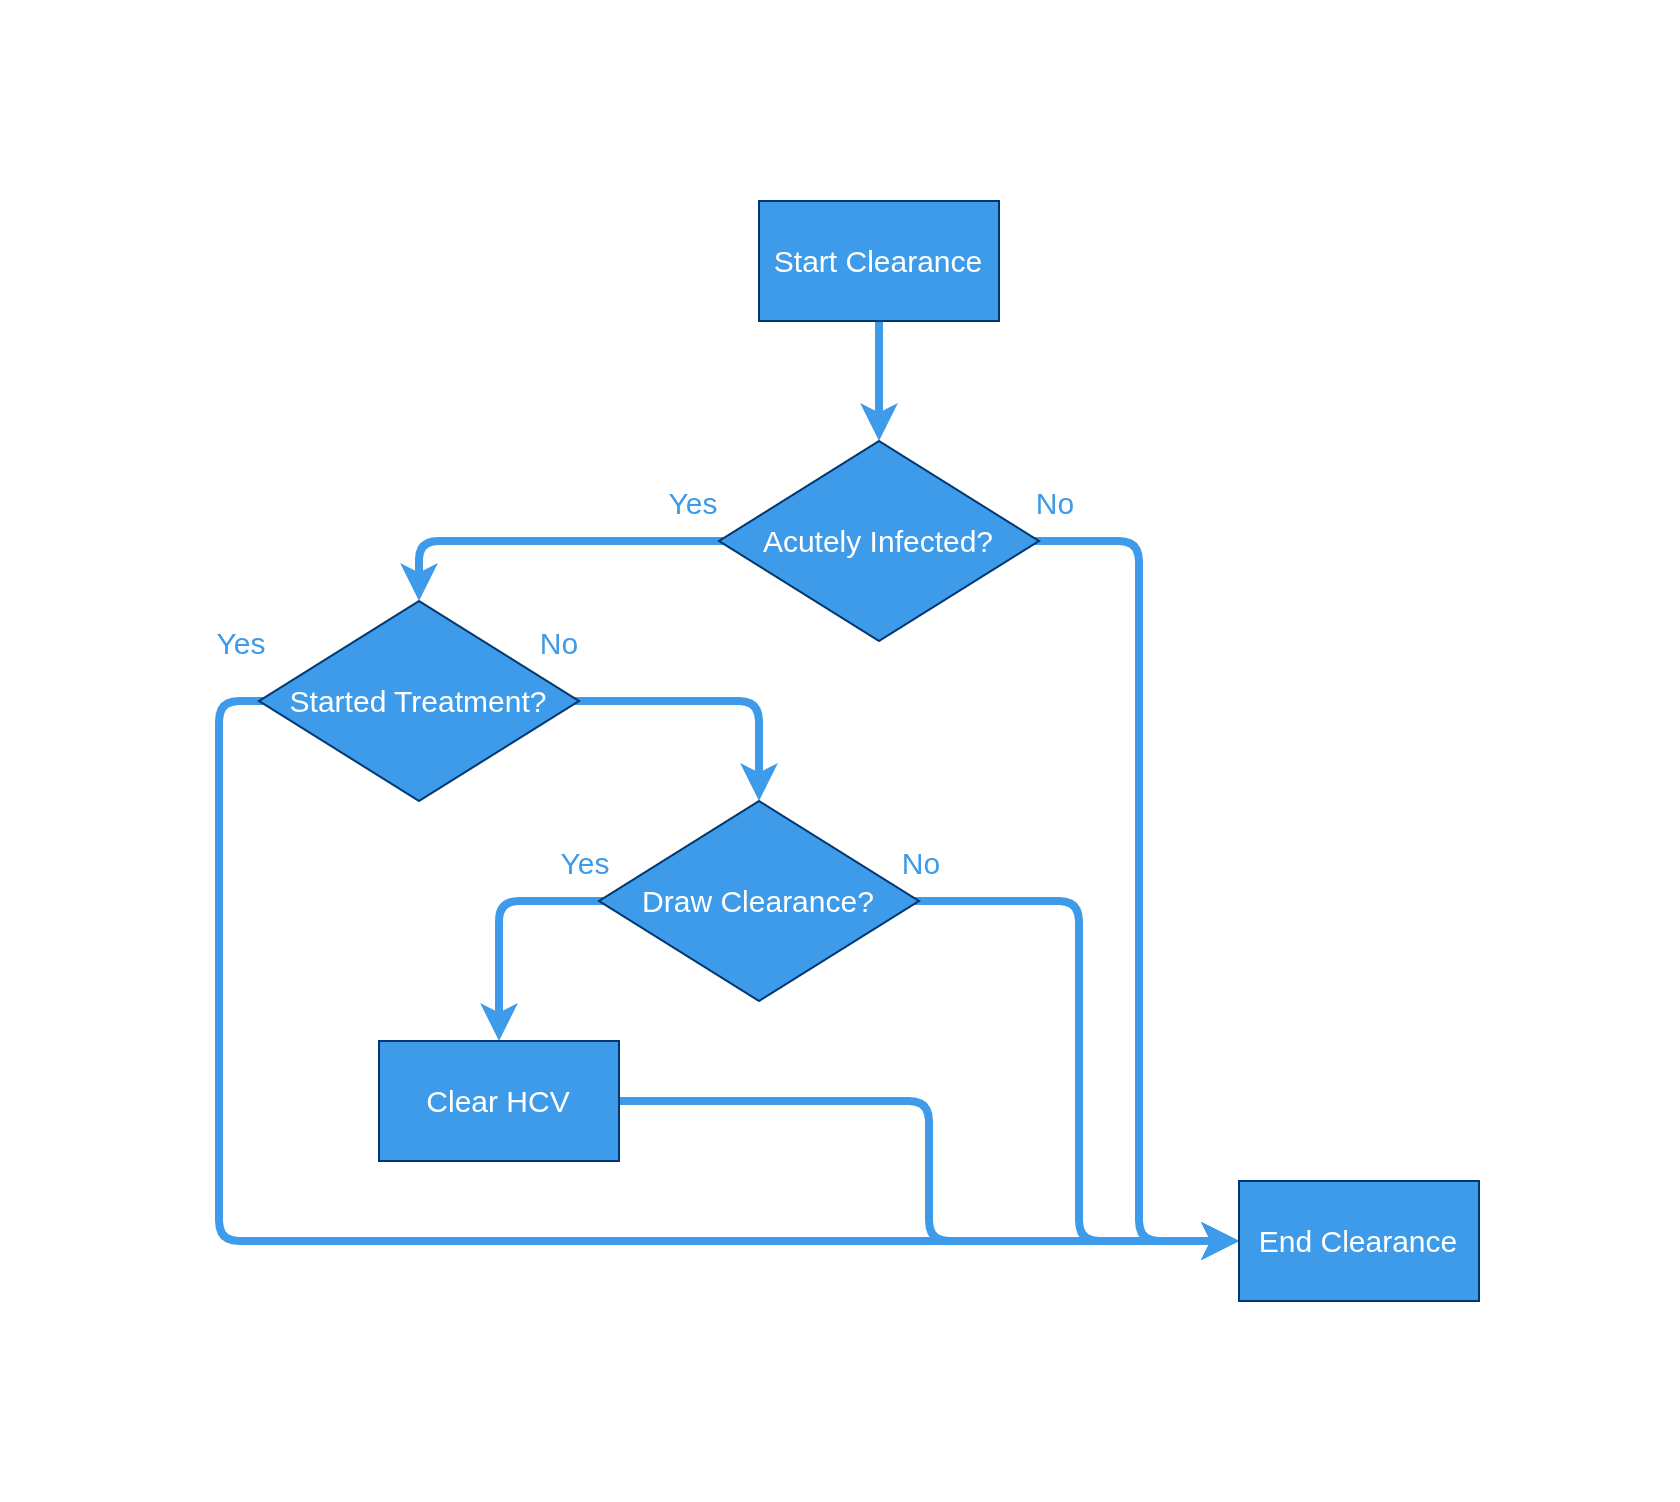 Start Clearance
Yes
No
Acutely Infected?
Yes
No
Started Treatment?
Yes
No
Draw Clearance?
Clear HCV
End Clearance